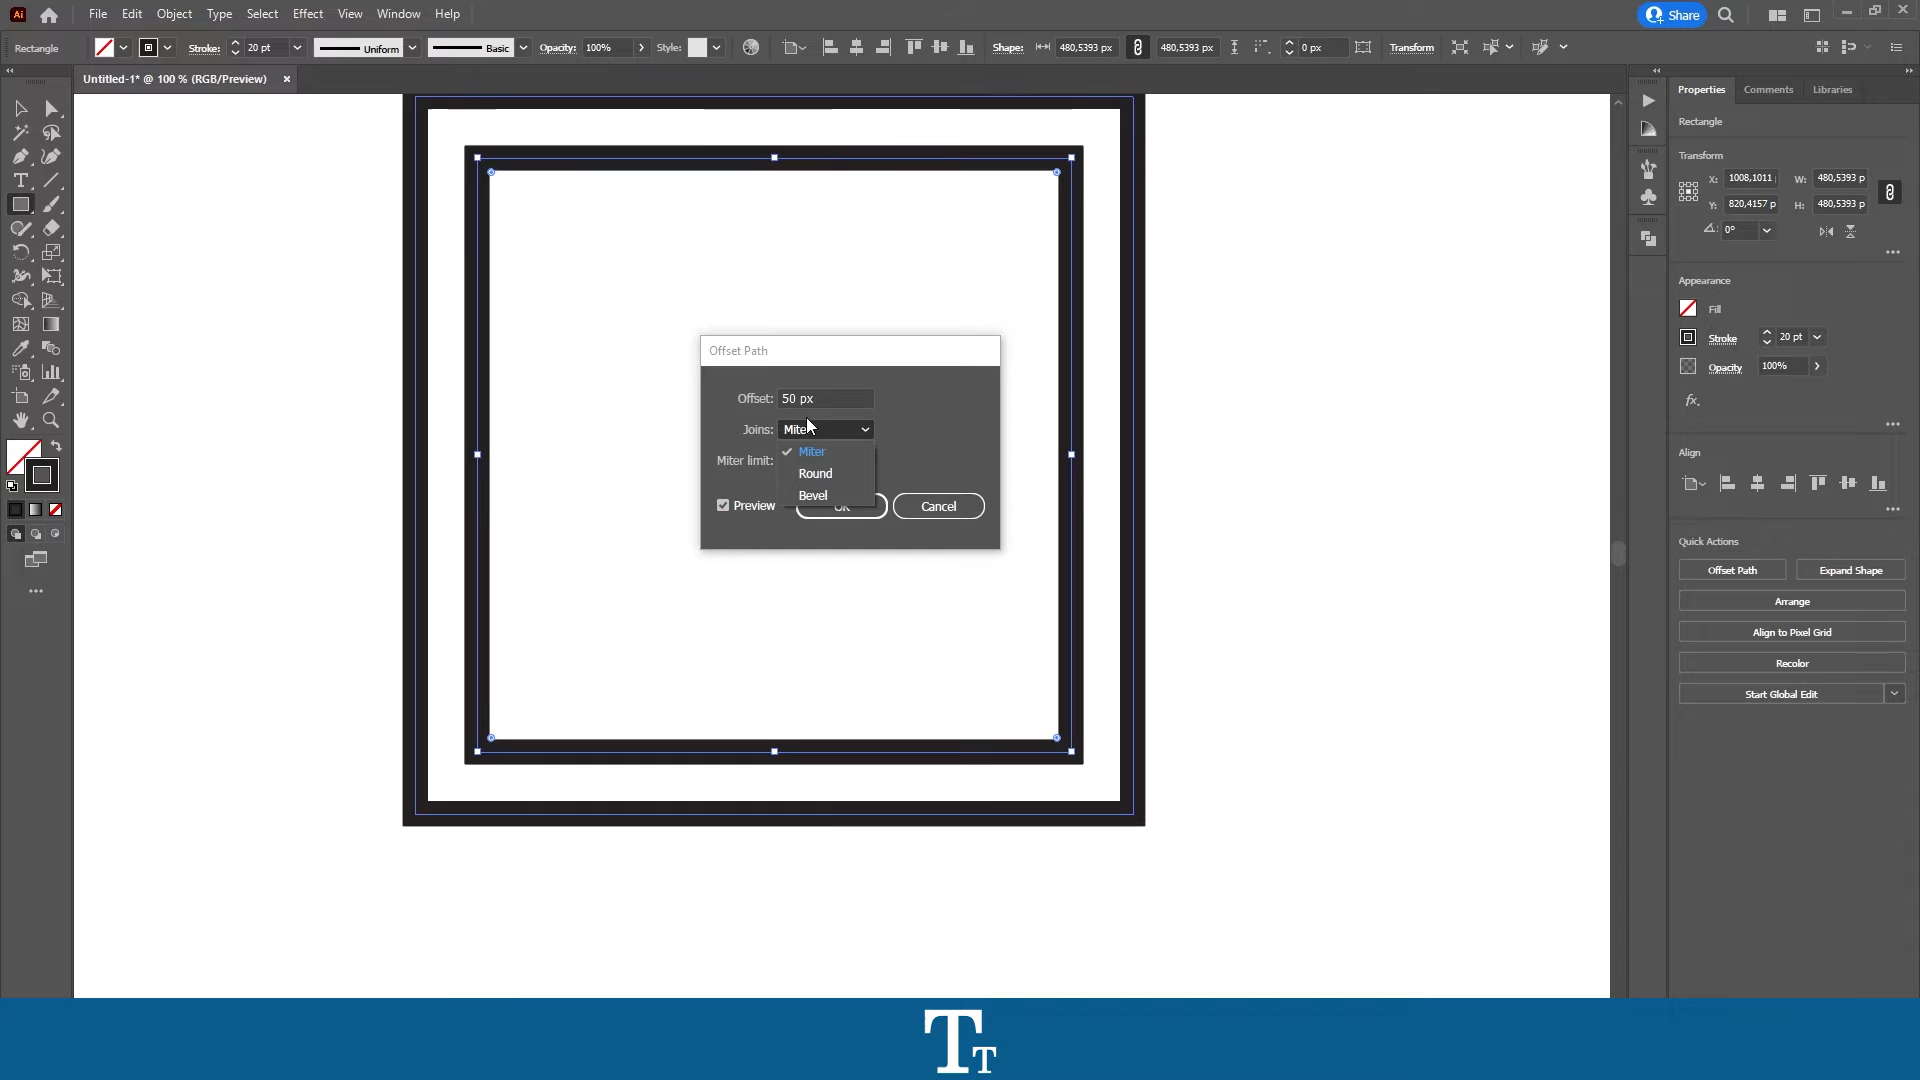 Ai File Edit Object Type Select Effect View Window Help Share
Rectangle Stroke: 20 pt Uniform Basic Opacity: 100% Style: Shape: 480,5393 px 480,5393 px 0 px Transform
Untitled-1* @ 100 % (RGB/Preview) ×
Properties Comments Libraries
Rectangle
Transform
X: 1008,1011 W: 480,5393 p
Y: 820,4157 p H: 480,5393 p
0°
Appearance
Fill
Stroke 20 pt
Opacity 100%
fx.
Align
Quick Actions
Offset Path Expand Shape
Arrange
Align to Pixel Grid
Recolor
Start Global Edit
Offset Path
Offset: 50 px
Joins: Miter
Miter limit:
Miter
Round
Bevel
Preview OK Cancel
TT